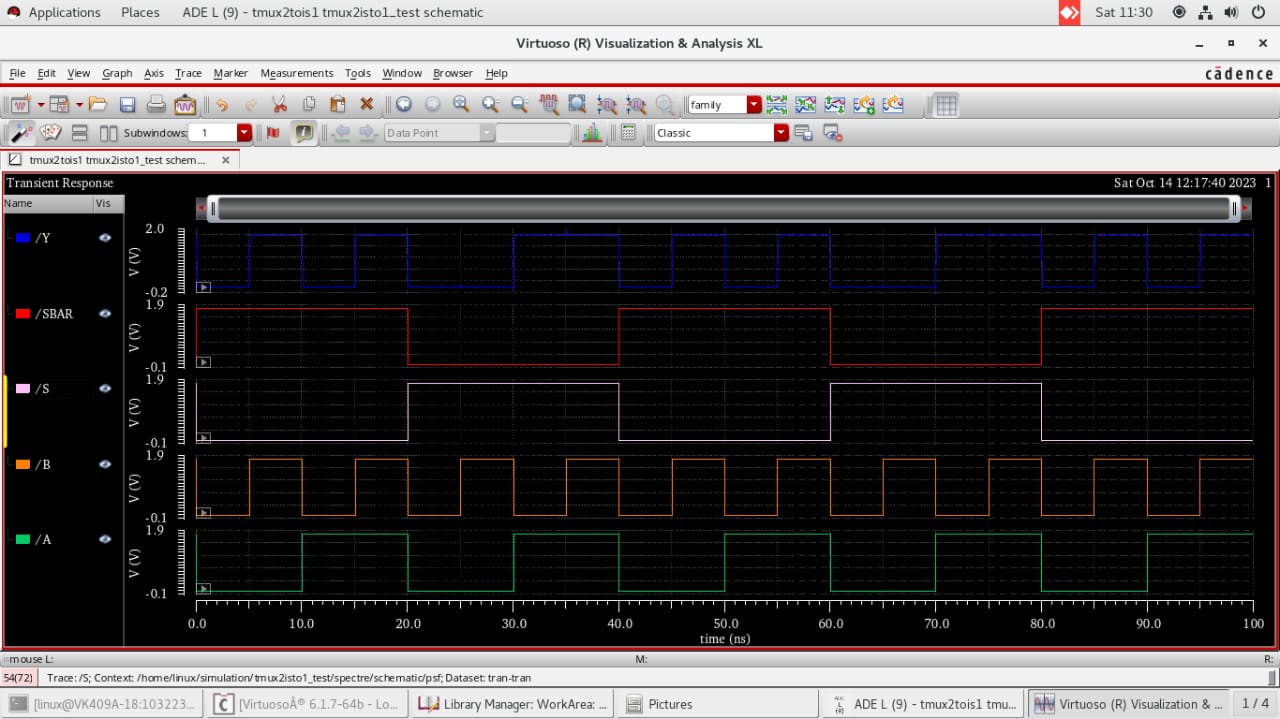 Applications Places ADE L (9) - tmux2tois1 tmux2isto1_test schematic Sat 11:30
Virtuoso (R) Visualization & Analysis XL
File Edit View Graph Axis Trace Marker Measurements Tools Window Browser Help cādence
family
Subwindows: 1 Data Point Classic
tmux2tois1 tmux2isto1_test schem...
Transient Response Sat Oct 14 12:17:40 2023 1
Name Vis
/Y V (V) 2.0 -0.2
/SBAR V (V) 1.9 -0.1
/S V (V) 1.9 -0.1
/B V (V) 1.9 -0.1
/A V (V) 1.9 -0.1
0.0 10.0 20.0 30.0 40.0 50.0 60.0 70.0 80.0 90.0 100
time (ns)
mouse L: M: R:
54(72) Trace: /S; Context: /home/linux/simulation/tmux2isto1_test/spectre/schematic/psf; Dataset: tran-tran
[linux@VK409A-18:103223... [VirtuosoÂ® 6.1.7-64b - Lo... Library Manager: WorkArea: ... Pictures ADE L (9) - tmux2tois1 tmu... Virtuoso (R) Visualization & ... 1 / 4